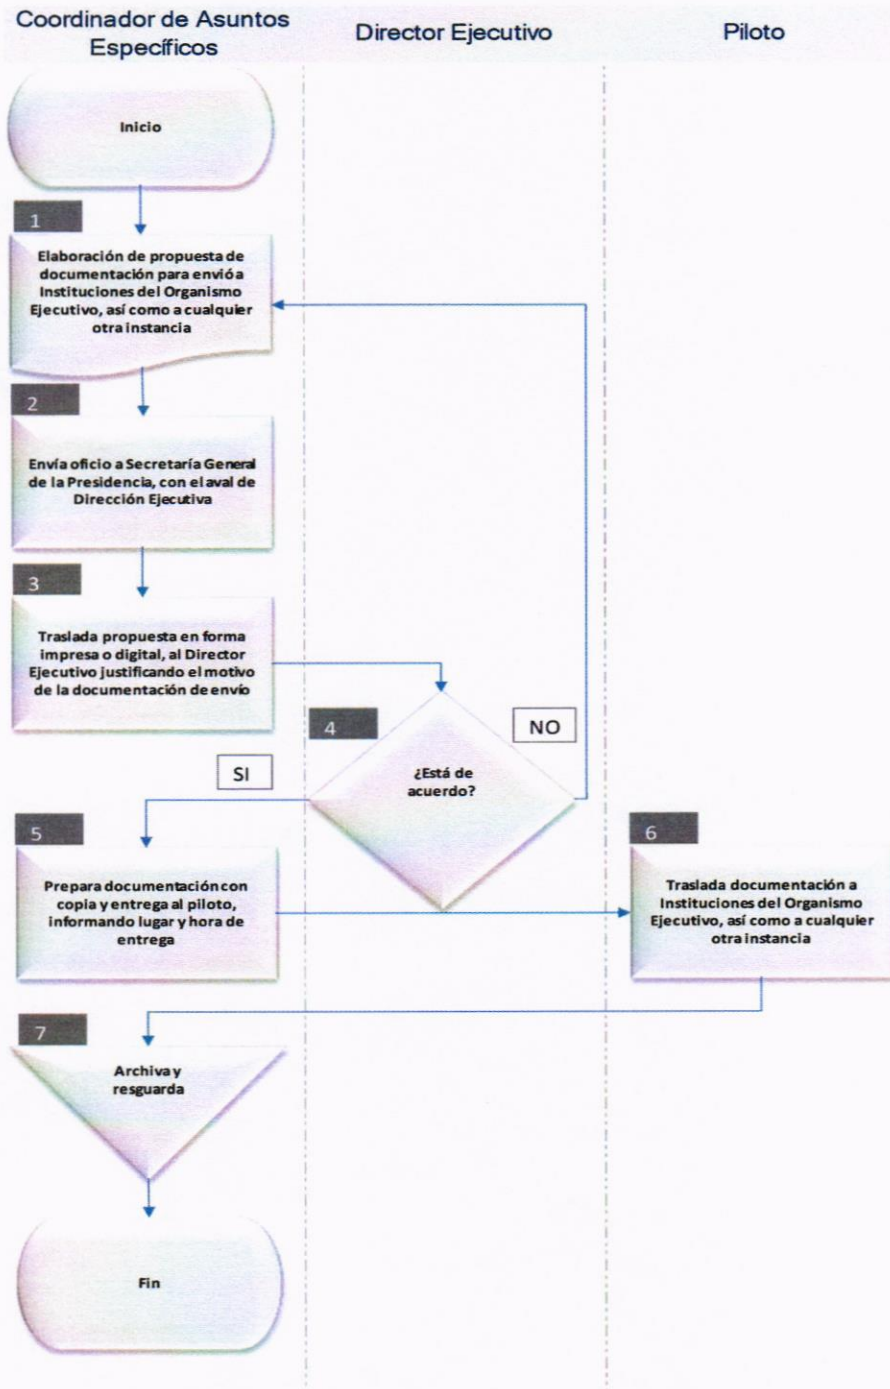 Coordinador de Asuntos
Específicos
Director Ejecutivo
Piloto
Inicio
1
Elaboración de propuesta de
documentación para envió a
Instituciones del Organismo
Ejecutivo, así como a cualquier
otra instancia
2
Envía oficio a Secretaría General
de la Presidencia, con el aval de
Dirección Ejecutiva
3
Traslada propuesta en forma
impresa o digital, al Director
Ejecutivo justificando el motivo
de la documentación de envío
4
NO
SI
¿Está de
acuerdo?
5
Prepara documentación con
copia y entrega al piloto,
informando lugar y hora de
entrega
6
Traslada documentación a
Instituciones del Organismo
Ejecutivo, así como a cualquier
otra instancia
7
Archiva y
resguarda
Fin